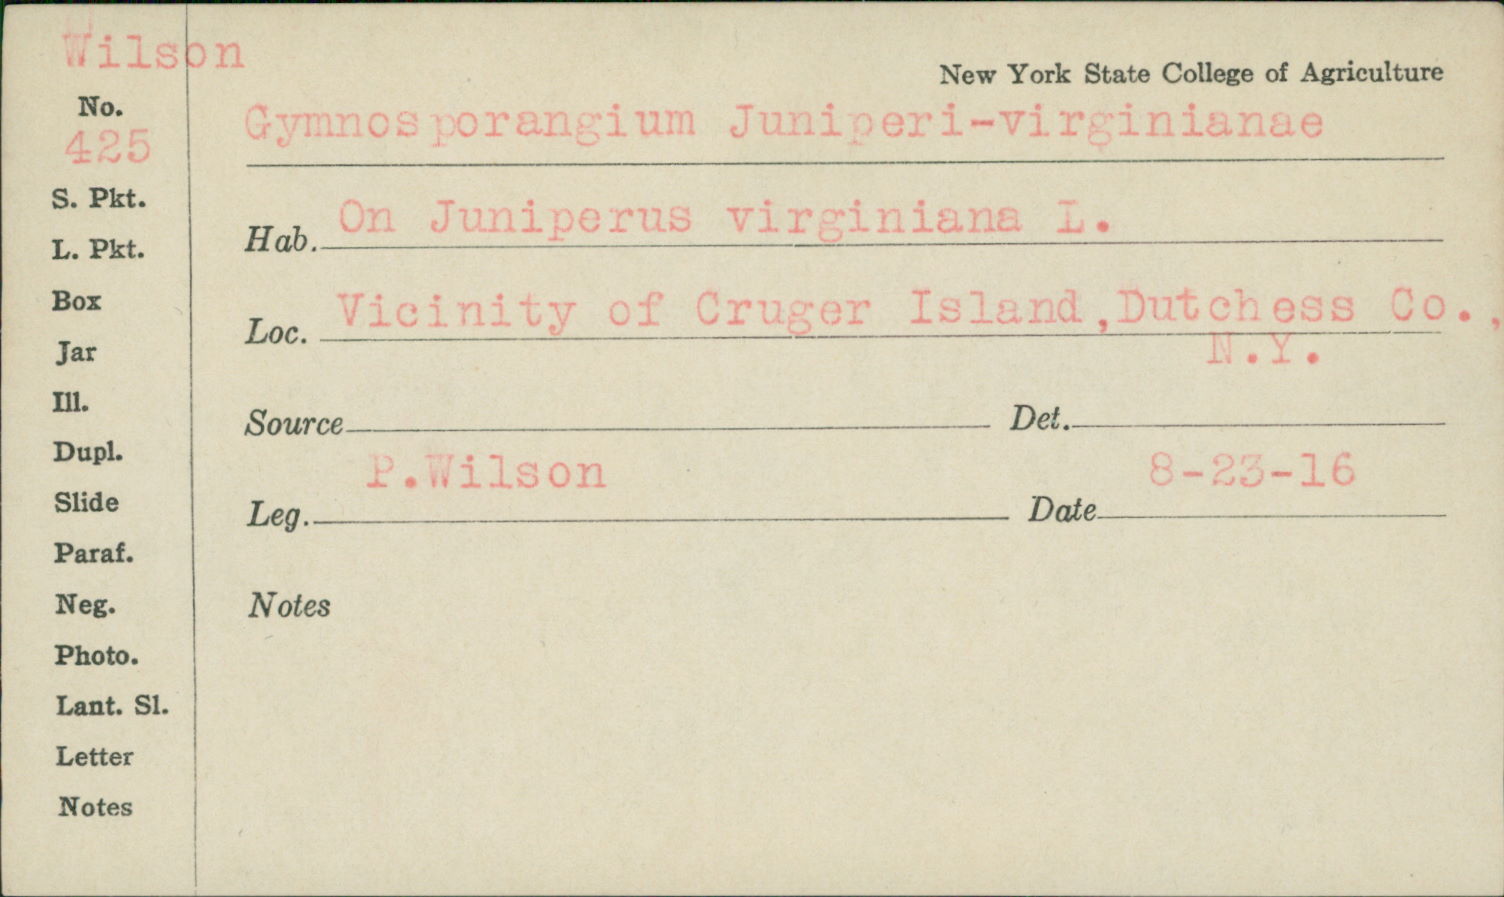 Wilson
New York State College of Agriculture
No.
425
Gymnosporangium Juniperi-virginianae
S. Pkt.
Hab. On Juniperus virginiana L.
L. Pkt.
Box
Loc. Vicinity of Cruger Island,Dutchess Co.,
N.Y.
Jar
Ill.
Source Det.
Dupl.
P.Wilson 8-23-16
Slide
Leg. Date
Paraf.
Neg.
Notes
Photo.
Lant. Sl.
Letter
Notes